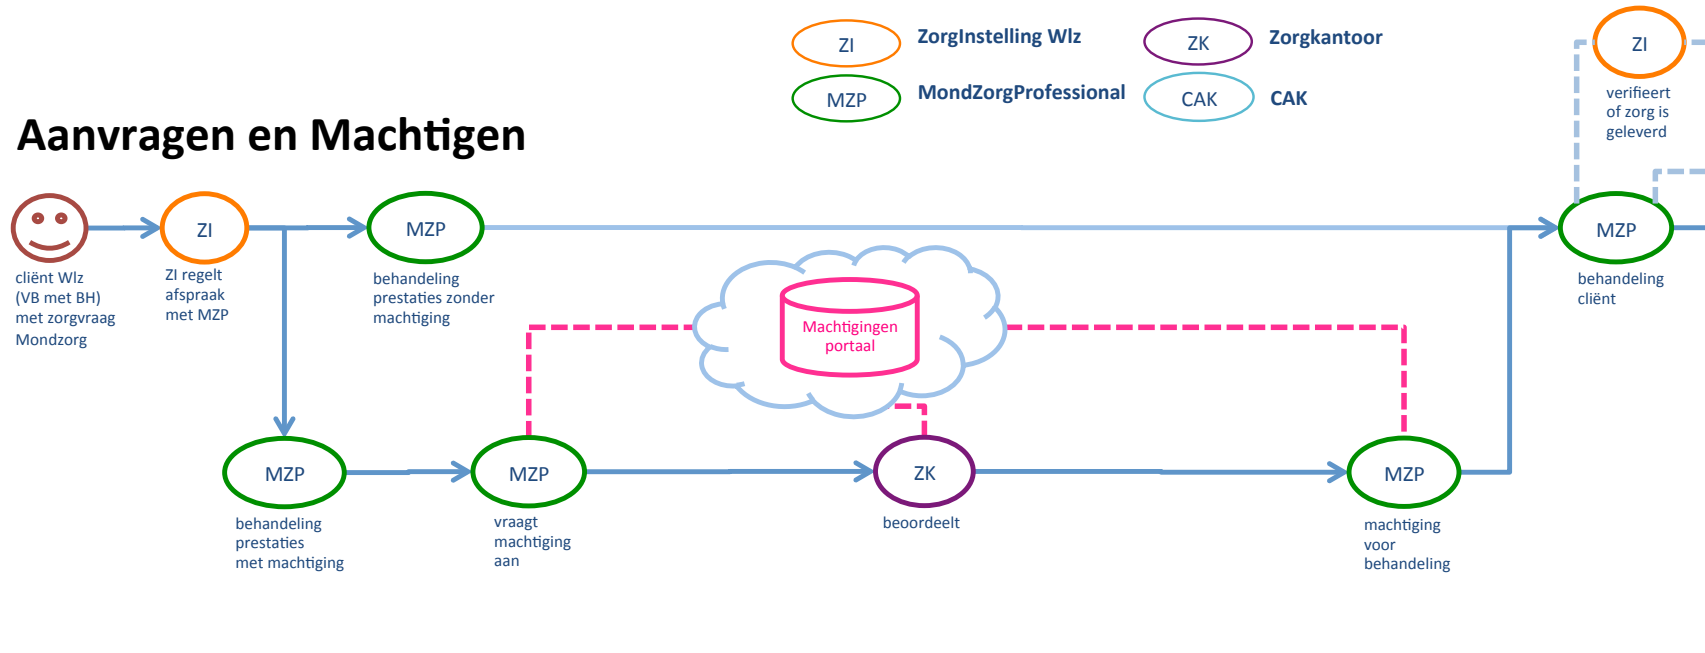 ZI
ZorgInstelling Wlz
ZK
Zorgkantoor
MZP
MondZorgProfessional
CAK
CAK
ZI
verifieert
of zorg is
geleverd
Aanvragen en Machtigen
ZI
MZP
MZP
cliënt Wlz
(VB met BH)
met zorgvraag
Mondzorg
ZI regelt
afspraak
met MZP
behandeling
prestaties zonder
machtiging
behandeling
cliënt
Machtigingen
portaal
MZP
MZP
ZK
MZP
behandeling
prestaties
met machtiging
vraagt
machtiging
aan
beoordeelt
machtiging
voor
behandeling